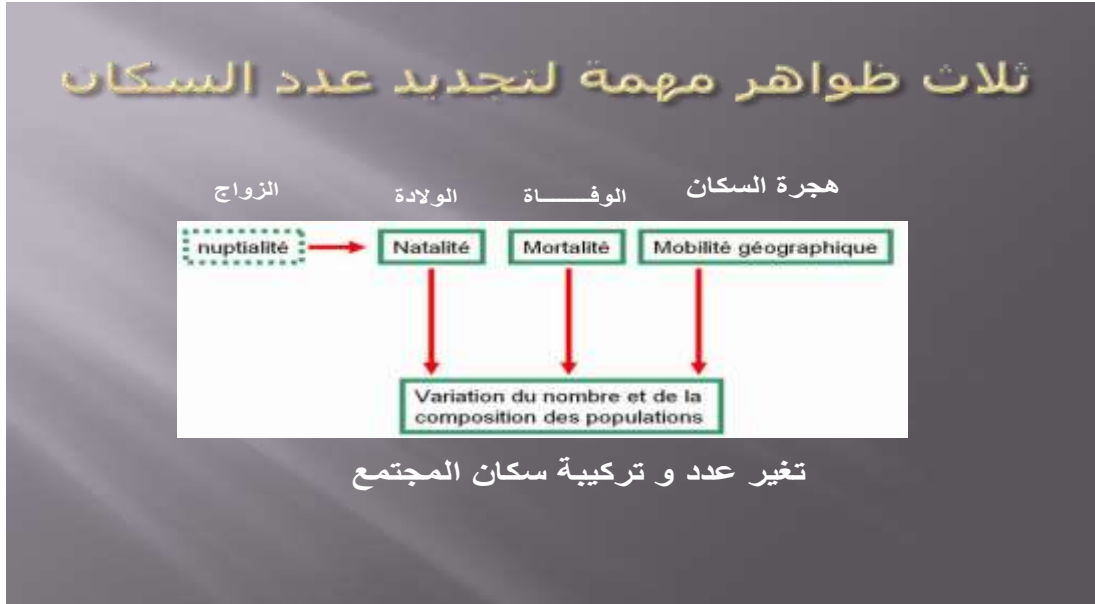 ثلاث ظواهر مهمة لتجديد عدد السكان
هجرة السكان
الوفـــــــاة
الولادة
الزواج
nuptialité
Natalité
Mortalité
Mobilité géographique
Variation du nombre et de la
composition des populations
تغير عدد و تركيبة سكان المجتمع